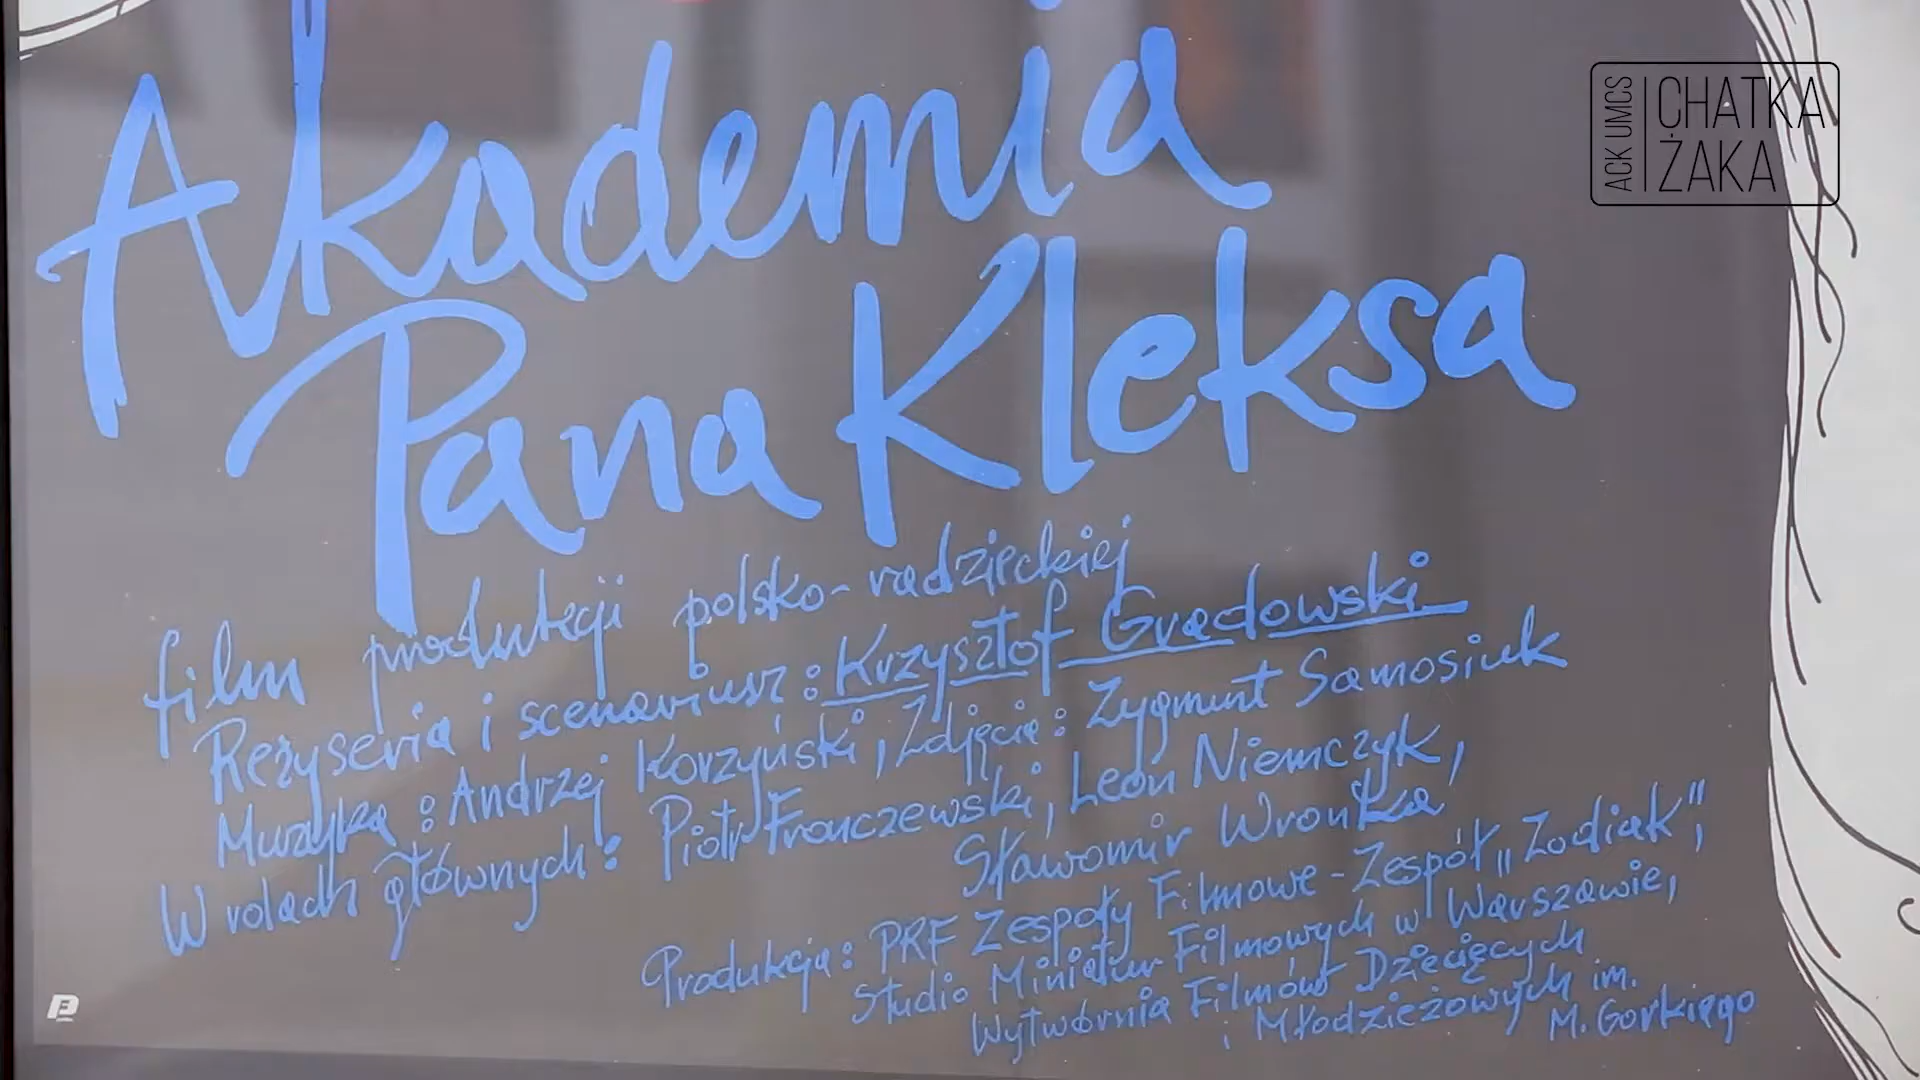 Akademia
Pana Kleksa
film produkcji polsko-radzieckiej
Reżyseria i scenariusz: Krzysztof Gradowski
Muzyka: Andrzej Korzyński, Zdjęcia: Zygmunt Samosiuk
W rolach głównych: Piotr Fronczewski, Leon Niemczyk,
Sławomir Wronka
Produkcja: PRF Zespoły Filmowe - Zespół „Zodiak",
Studio Miniatur Filmowych w Warszawie,
Wytwórnia Filmów Dziecięcych
i Młodzieżowych im.
M. Gorkiego
ACK UMCS
CHATKA
ŻAKA